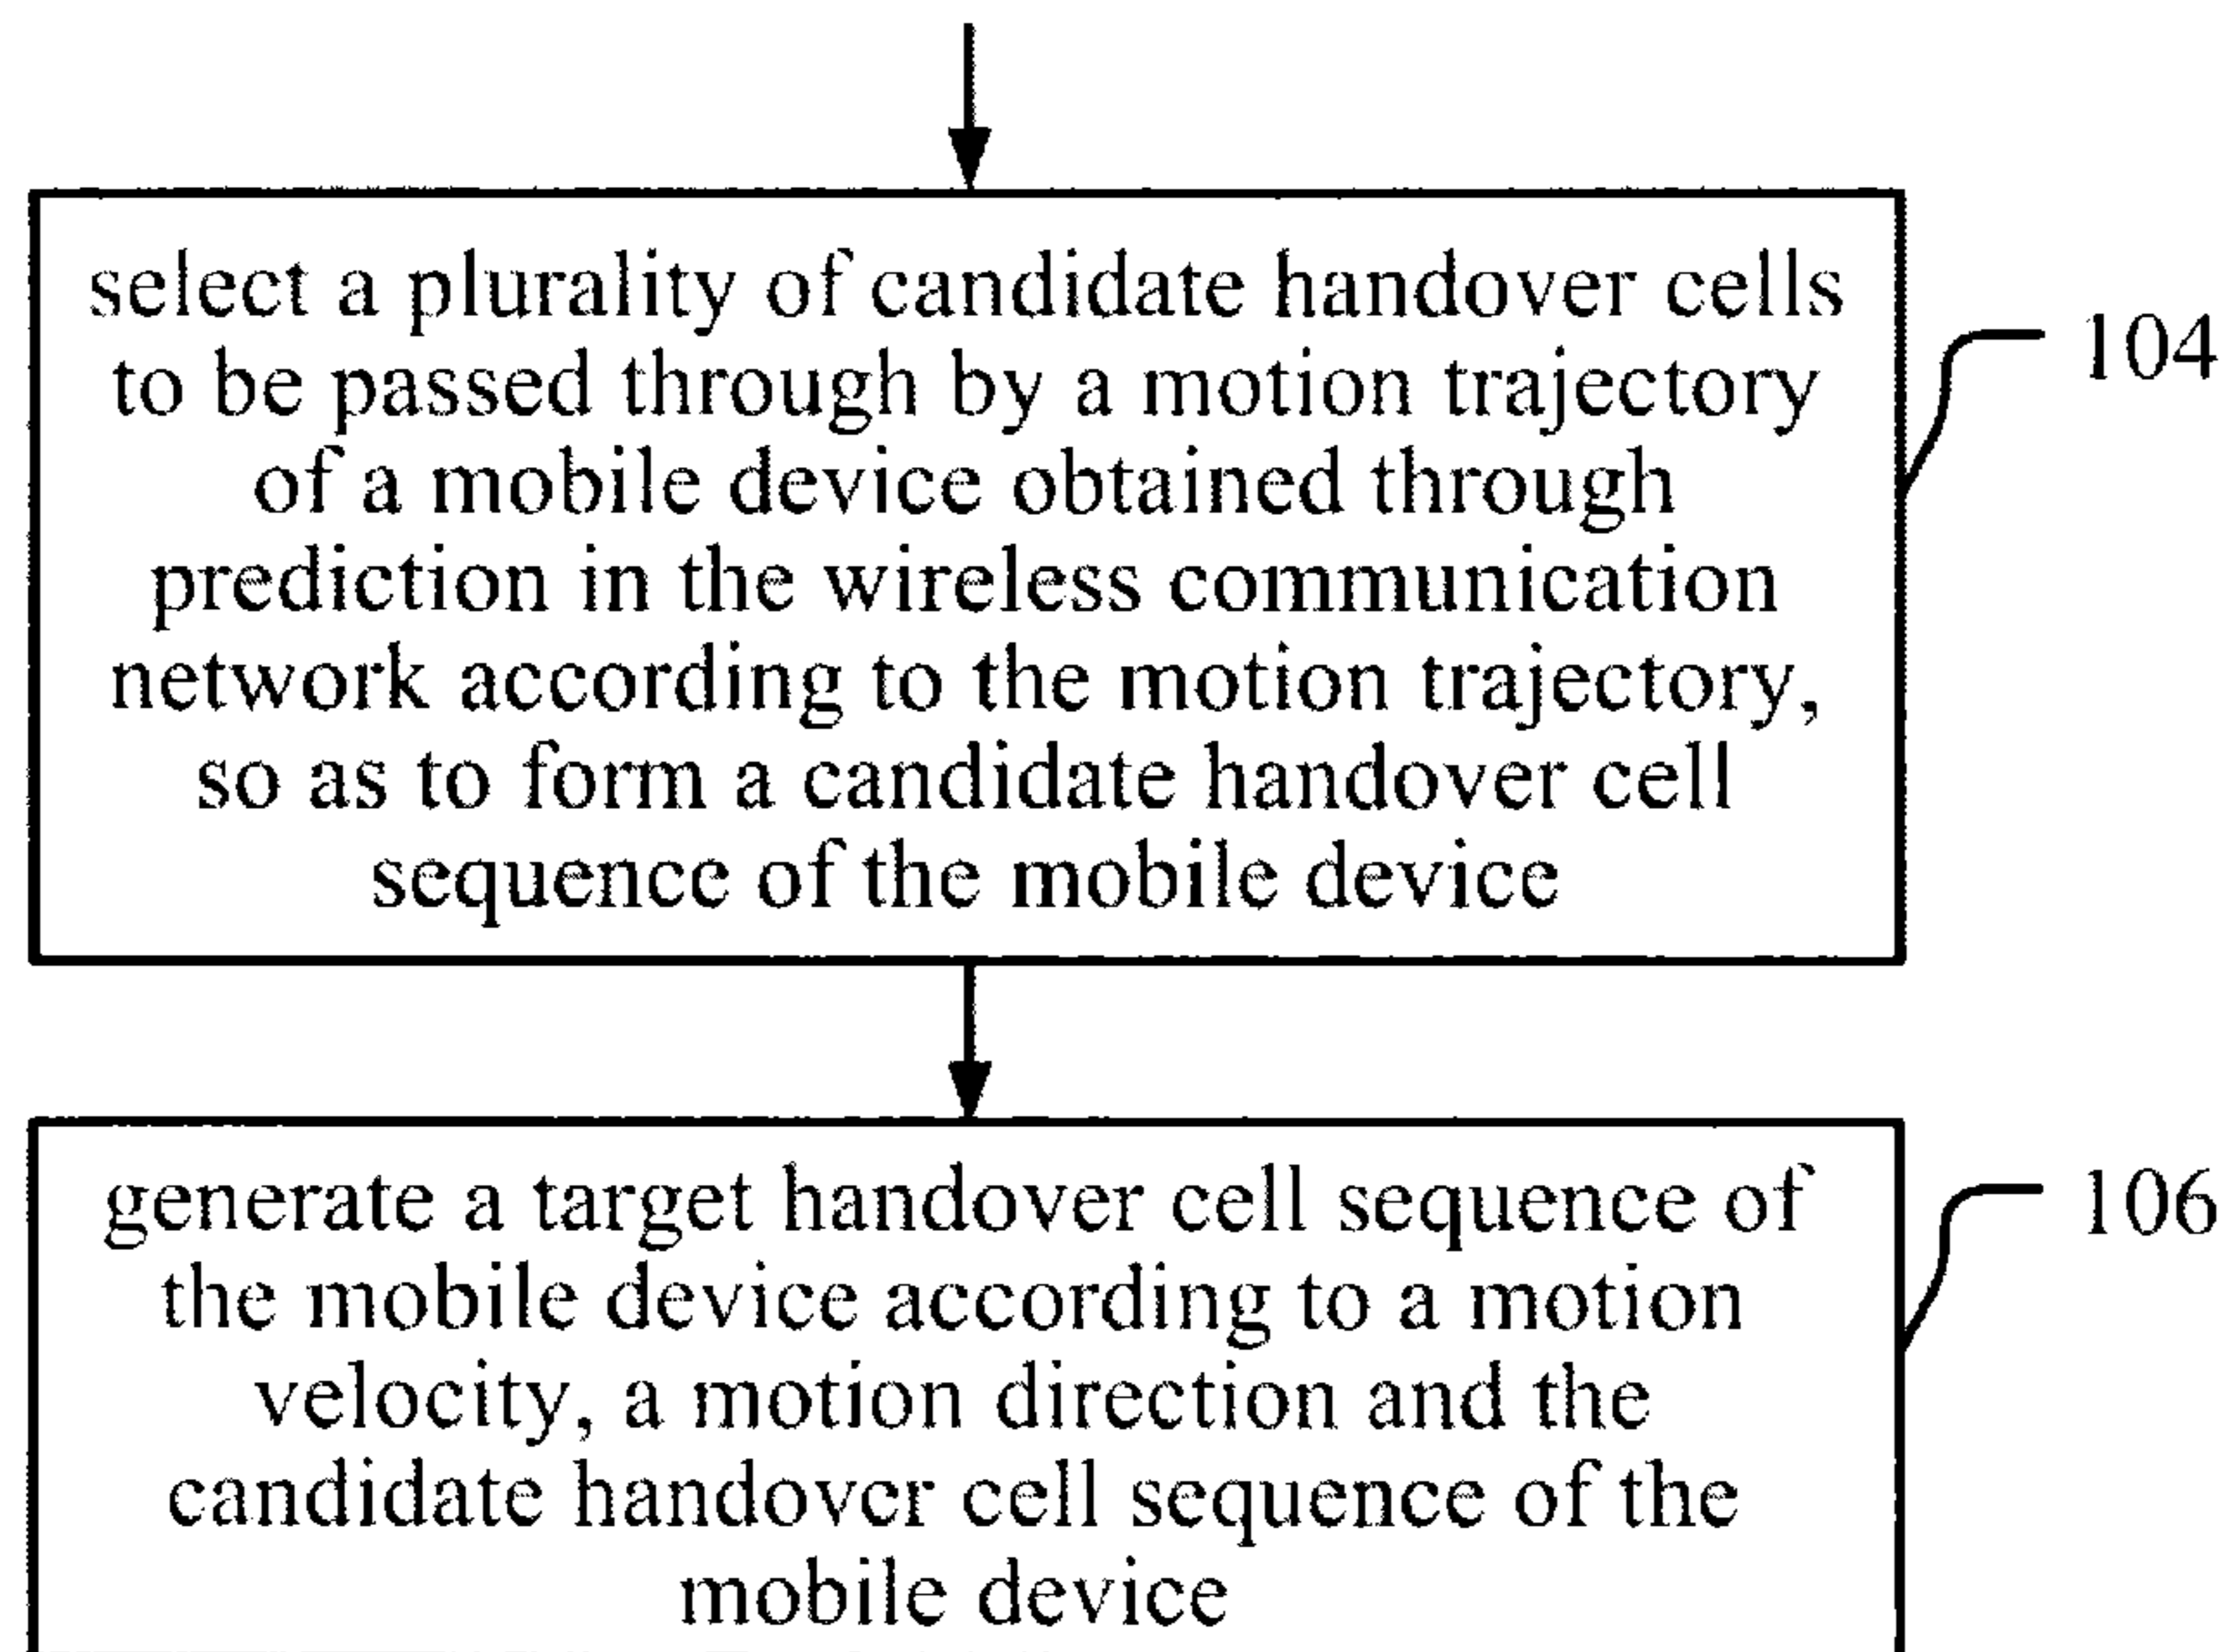 select a plurality of candidate handover cells
to be passed through by a motion trajectory
of a mobile device obtained through
prediction in the wireless communication
network according to the motion trajectory,
so as to form a candidate handover cell
sequence of the mobile device
104
generate a target handover cell sequence of
the mobile device according to a motion
velocity, a motion direction and the
candidate handover cell sequence of the
mobile device
106